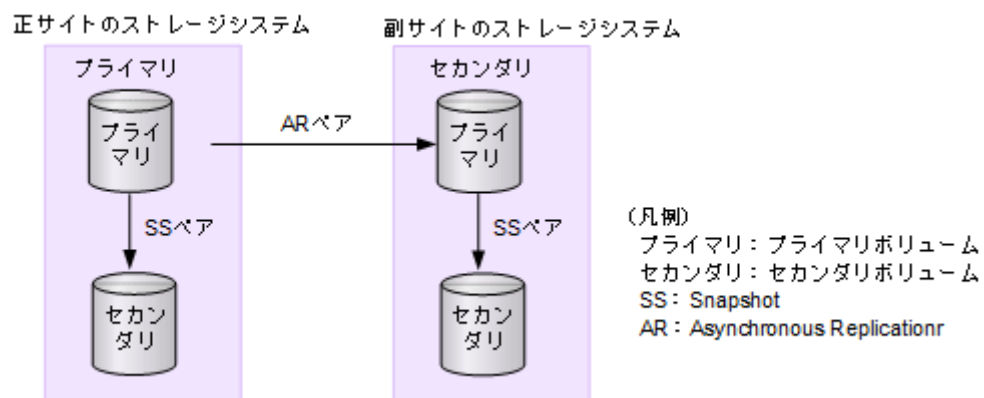 正サイトのストレージシステム
副サイトのストレージシステム
プライマリ
セカンダリ
プライ
マリ
ARペア
プライ
マリ
SSペア
SSペア
セカン
ダリ
セカン
ダリ
(凡例)
プライマリ：プライマリボリューム
セカンダリ：セカンダリボリューム
SS：Snapshot
AR：Asynchronous Replicationr